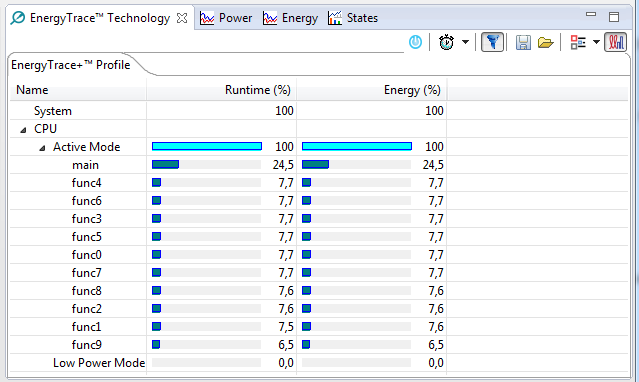 EnergyTrace™ Technology Power Energy States
EnergyTrace+™ Profile
Name Runtime (%) Energy (%)
System 100 100
CPU
Active Mode 100 100
main 24,5 24,5
func4 7,7 7,7
func6 7,7 7,7
func3 7,7 7,7
func5 7,7 7,7
func0 7,7 7,7
func7 7,7 7,7
func8 7,6 7,6
func2 7,6 7,6
func1 7,5 7,6
func9 6,5 6,5
Low Power Mode 0,0 0,0